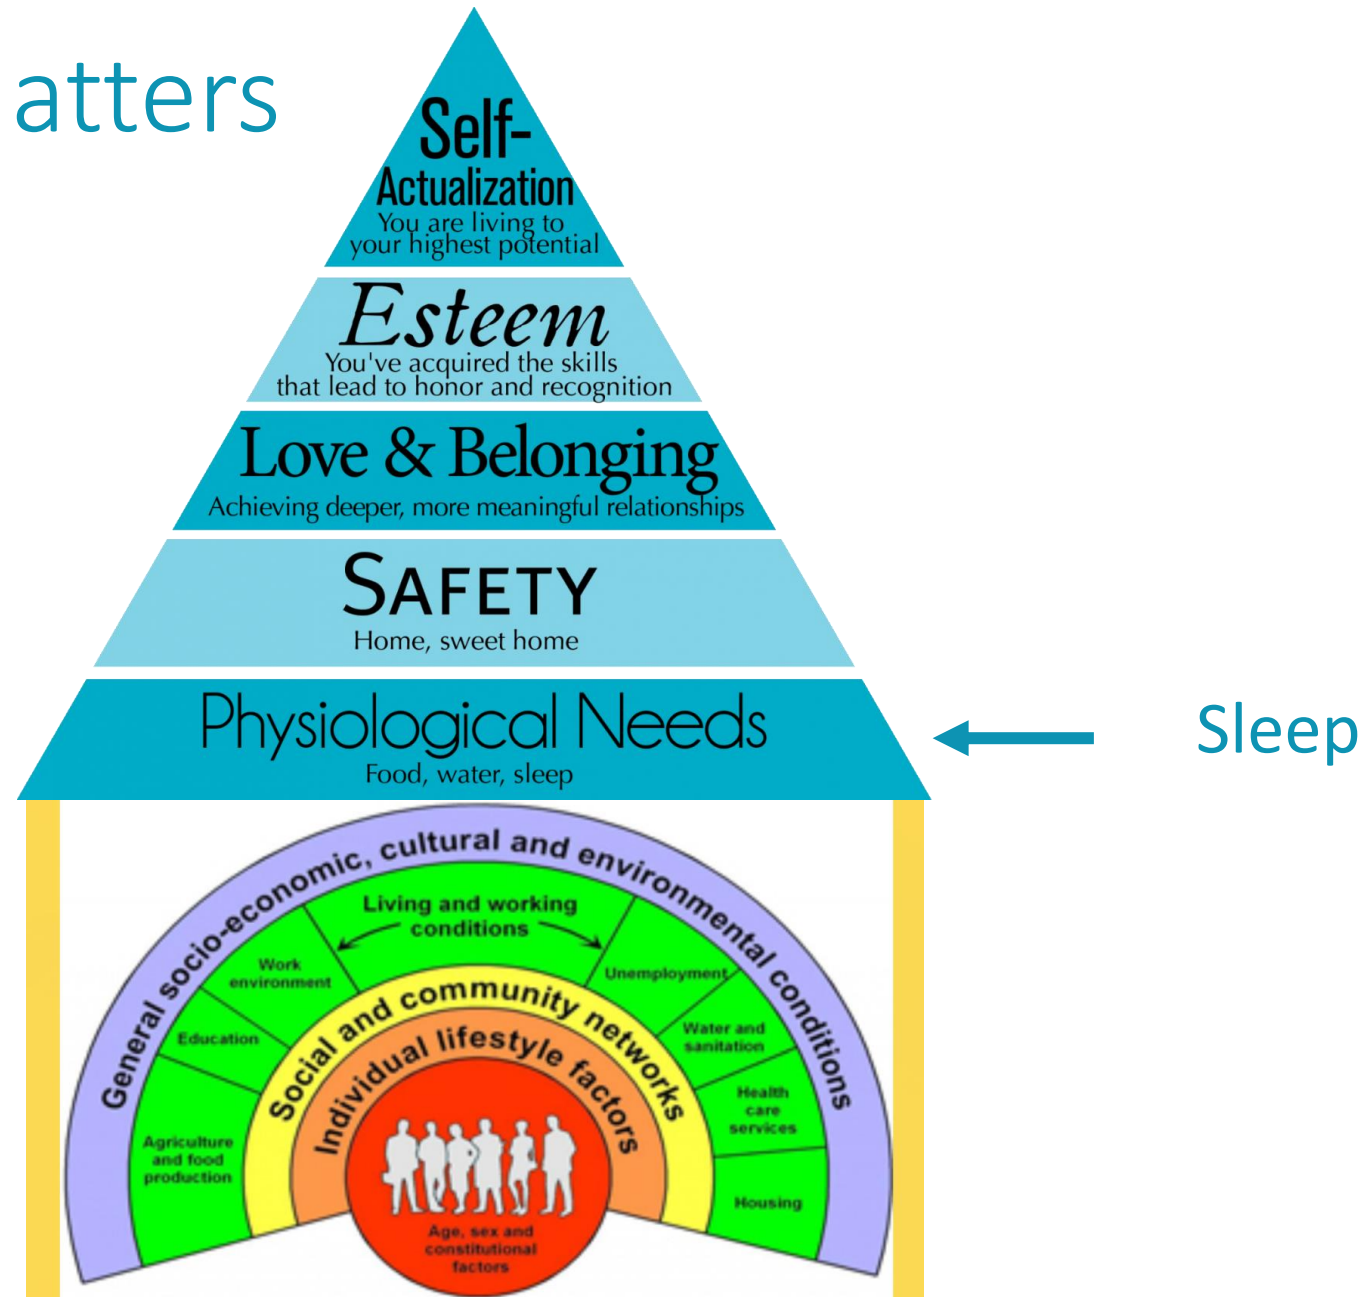 atters
Self-
Actualization
You are living to
your highest potential
Esteem
You've acquired the skills
that lead to honor and recognition
Love & Belonging
Achieving deeper, more meaningful relationships
SAFETY
Home, sweet home
Physiological Needs
Food, water, sleep
Sleep
General socio-economic, cultural and environmental conditions
Living and working
conditions
Work
environment
Unemployment
Education
Water and
sanitation
Agriculture
and food
production
Health
care
services
Housing
Social and community networks
Individual lifestyle factors
Age, sex and
constitutional
factors